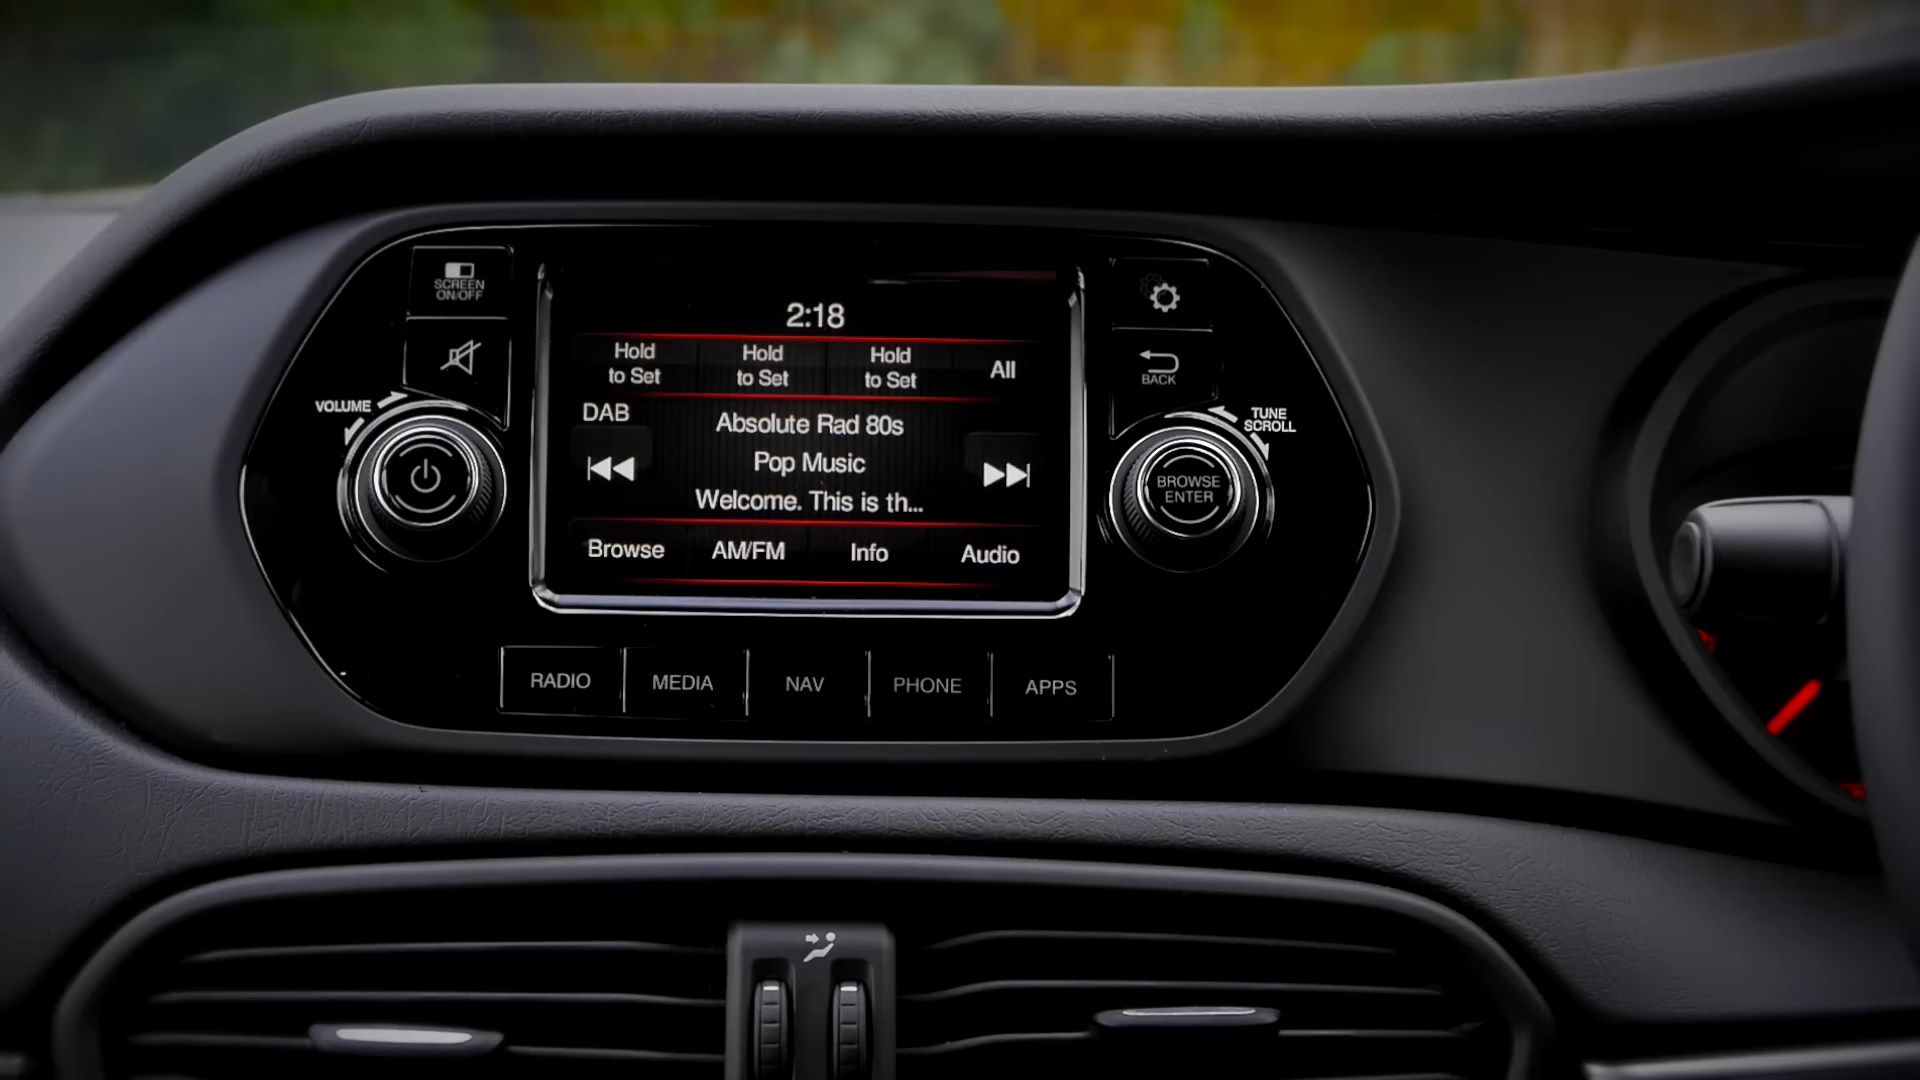 SCREEN
ON/OFF
2:18
Hold
to Set
Hold
to Set
Hold
to Set
All
BACK
VOLUME
DAB
Absolute Rad 80s
TUNE
SCROLL
Pop Music
BROWSE
ENTER
Welcome. This is th...
Browse
AM/FM
Info
Audio
RADIO
MEDIA
NAV
PHONE
APPS